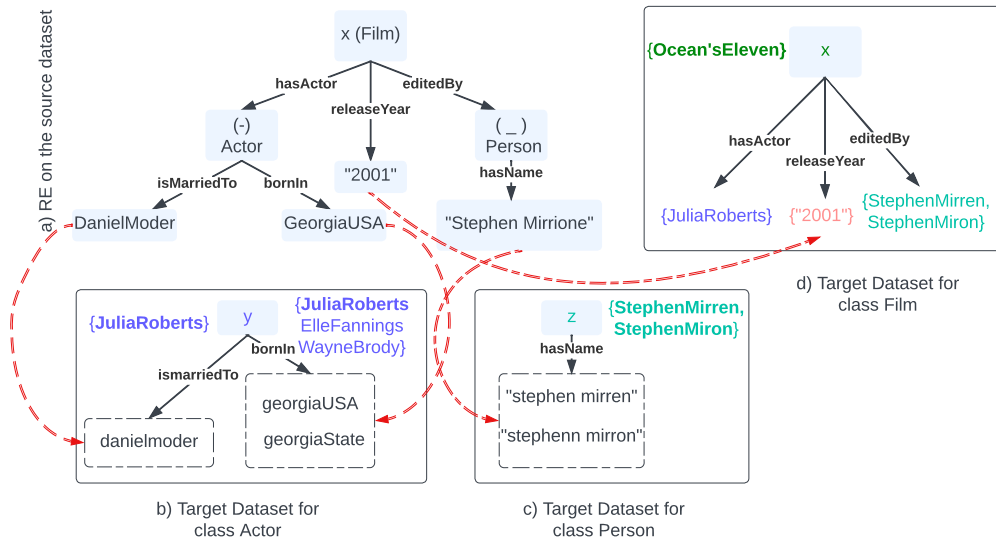 a) RE on the source dataset
x (Film)
hasActor
editedBy
releaseYear
(-)
Actor
"2001"
( _ )
Person
isMarriedTo
bornIn
hasName
DanielModer
GeorgiaUSA
"Stephen Mirrione"
{JuliaRoberts}
y
{JuliaRoberts
ElleFannings
WayneBrody}
bornIn
ismarriedTo
georgiaUSA
danielmoder
georgiaState
b) Target Dataset for
class Actor
z
{StephenMirren,
StephenMiron}
hasName
"stephen mirren"
"stephenn mirron"
c) Target Dataset for
class Person
{Ocean'sEleven}
x
hasActor
editedBy
releaseYear
{JuliaRoberts}
{"2001"}
{StephenMirren,
StephenMiron}
d) Target Dataset for
class Film